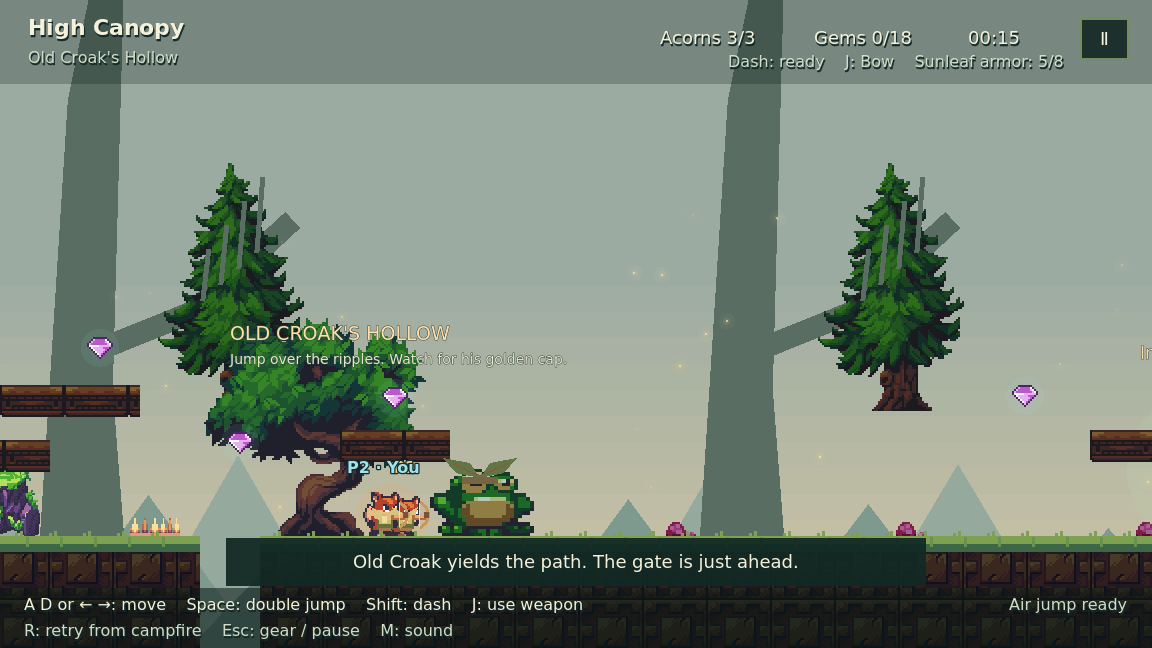 High Canopy
Old Croak's Hollow
Acorns 3/3 Gems 0/18 00:15
Dash: ready J: Bow Sunleaf armor: 5/8
II
OLD CROAK'S HOLLOW
Jump over the ripples. Watch for his golden cap.
P2 · You
Old Croak yields the path. The gate is just ahead.
A D or ← →: move Space: double jump Shift: dash J: use weapon
Air jump ready
R: retry from campfire Esc: gear / pause M: sound